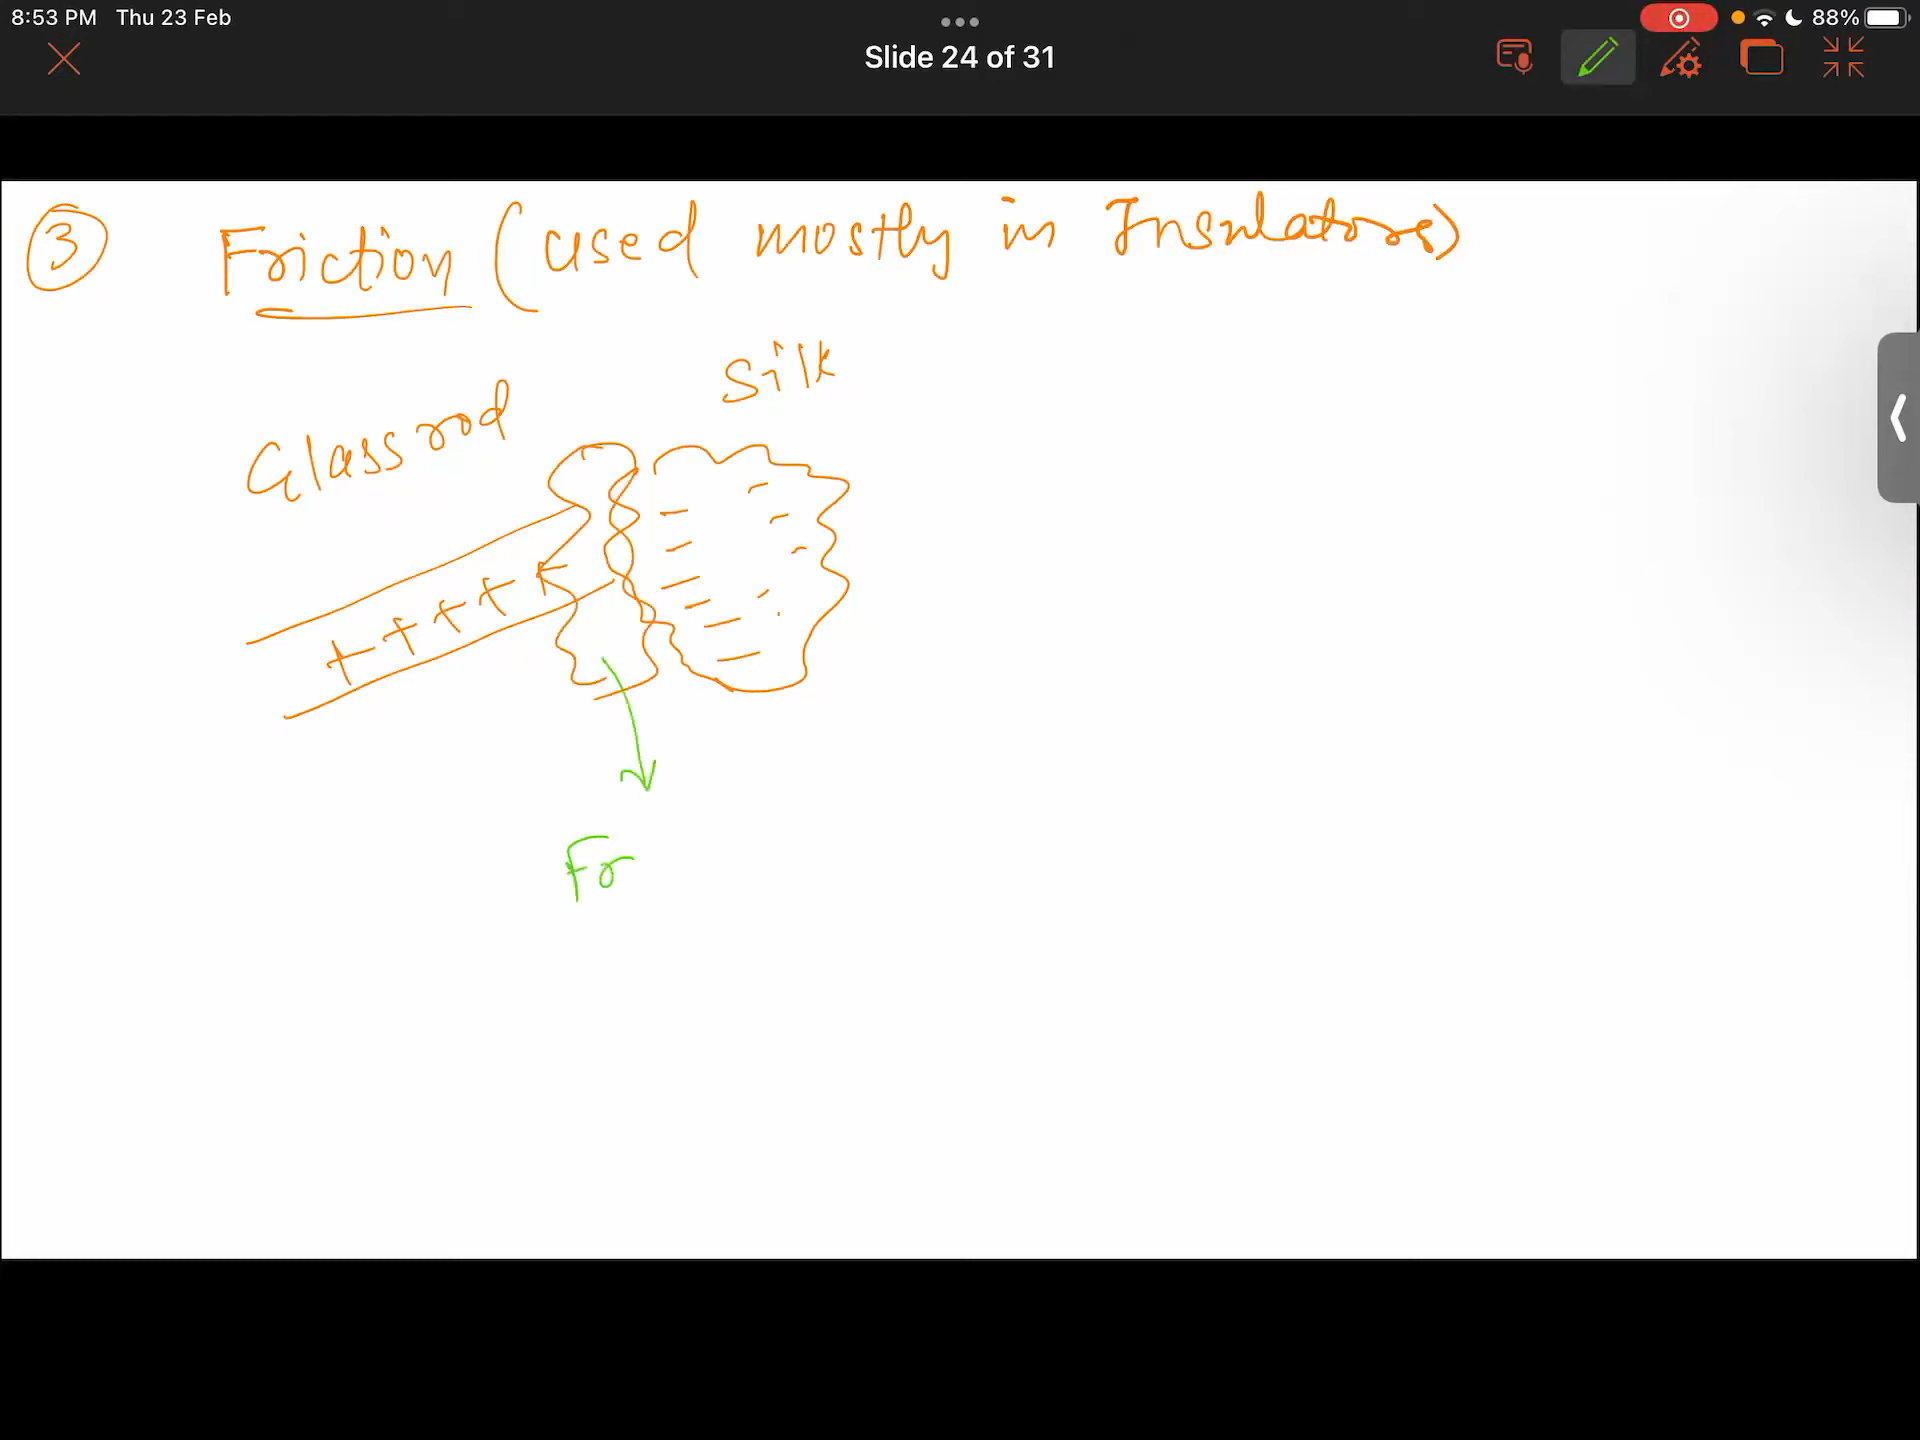 8:53 PM Thu 23 Feb
88%
Slide 24 of 31
3 Friction (used mostly in Insulators)
Silk
Glass rod
+ + + + +
- - - - - - - - - - -
Fr